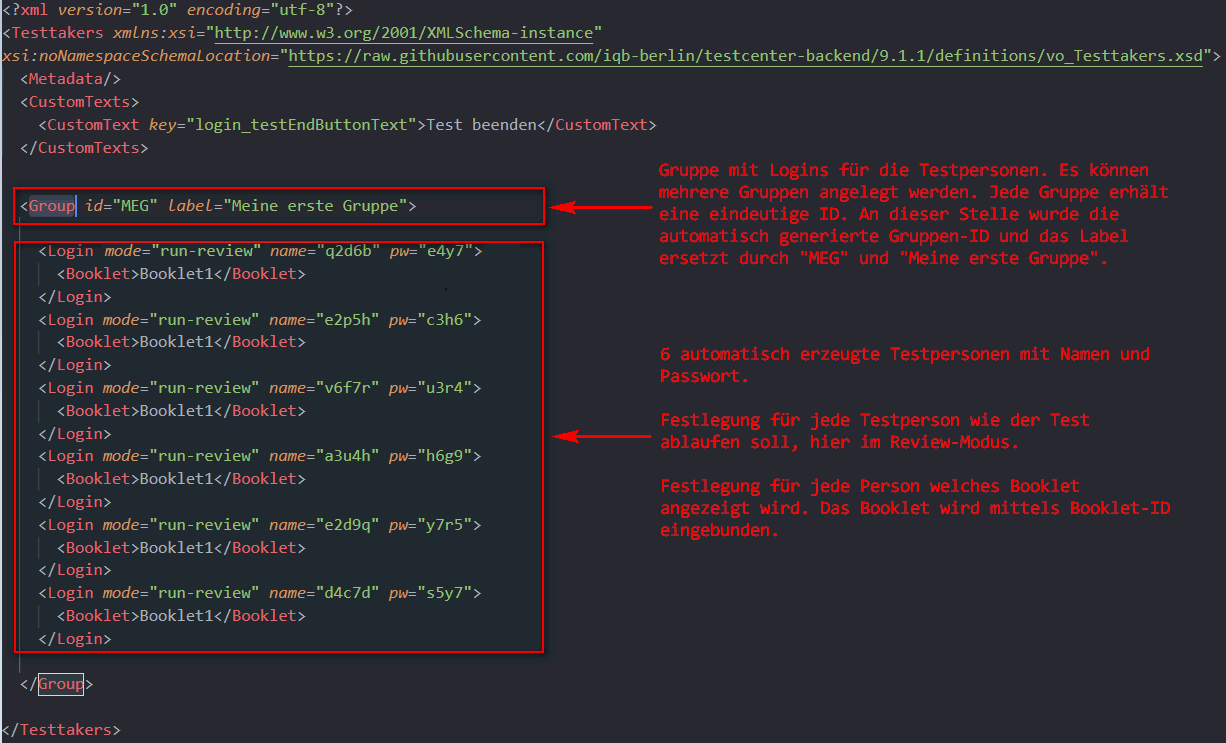 <?xml version="1.0" encoding="utf-8"?>
<Testtakers xmlns:xsi="http://www.w3.org/2001/XMLSchema-instance"
xsi:noNamespaceSchemaLocation="https://raw.githubusercontent.com/iqb-berlin/testcenter-backend/9.1.1/definitions/vo_Testtakers.xsd">
<Metadata/>
<CustomTexts>
<CustomText key="login_testEndButtonText">Test beenden</CustomText>
</CustomTexts>
<Group id="MEG" label="Meine erste Gruppe">
Gruppe mit Logins für die Testpersonen. Es können
mehrere Gruppen angelegt werden. Jede Gruppe erhält
eine eindeutige ID. An dieser Stelle wurde die
automatisch generierte Gruppen-ID und das Label
ersetzt durch "MEG" und "Meine erste Gruppe".
<Login mode="run-review" name="q2d6b" pw="e4y7">
<Booklet>Booklet1</Booklet>
</Login>
<Login mode="run-review" name="e2p5h" pw="c3h6">
<Booklet>Booklet1</Booklet>
</Login>
<Login mode="run-review" name="v6f7r" pw="u3r4">
<Booklet>Booklet1</Booklet>
</Login>
<Login mode="run-review" name="a3u4h" pw="h6g9">
<Booklet>Booklet1</Booklet>
</Login>
<Login mode="run-review" name="e2d9q" pw="y7r5">
<Booklet>Booklet1</Booklet>
</Login>
<Login mode="run-review" name="d4c7d" pw="s5y7">
<Booklet>Booklet1</Booklet>
</Login>
6 automatisch erzeugte Testpersonen mit Namen und
Passwort.
Festlegung für jede Testperson wie der Test
ablaufen soll, hier im Review-Modus.
Festlegung für jede Person welches Booklet
angezeigt wird. Das Booklet wird mittels Booklet-ID
eingebunden.
</Group>
</Testtakers>